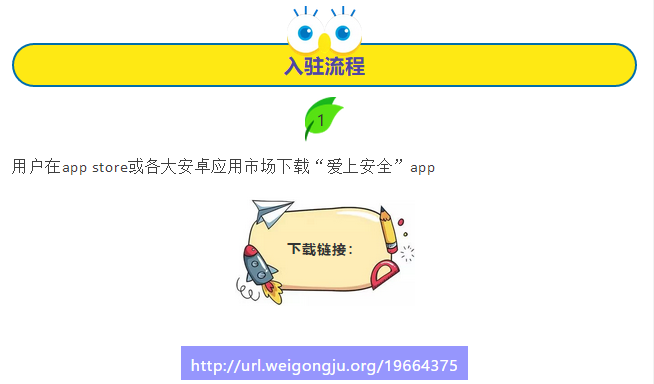 入驻流程
1
用户在app store或各大安卓应用市场下载“爱上安全”app
下载链接：
http://url.weigongju.org/19664375